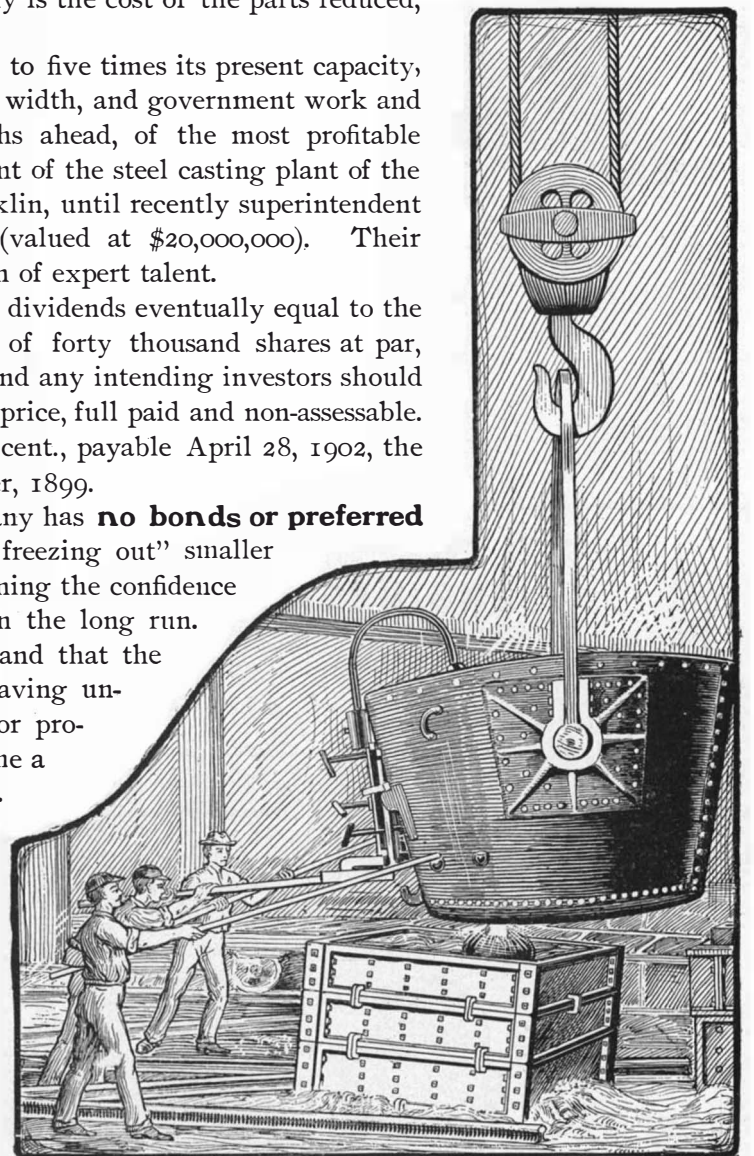 y is the cost of the parts reduced,
to five times its present capacity,
width, and government work and
hs ahead, of the most profitable
nt of the steel casting plant of the
klin, until recently superintendent
(valued at $20,000,000). Their
n of expert talent.
dividends eventually equal to the
of forty thousand shares at par,
nd any intending investors should
price, full paid and non-assessable.
cent., payable April 28, 1902, the
r, 1899.
any has no bonds or preferred
freezing out” smaller
ning the confidence
n the long run.
and that the
aving un-
or pro-
ne a